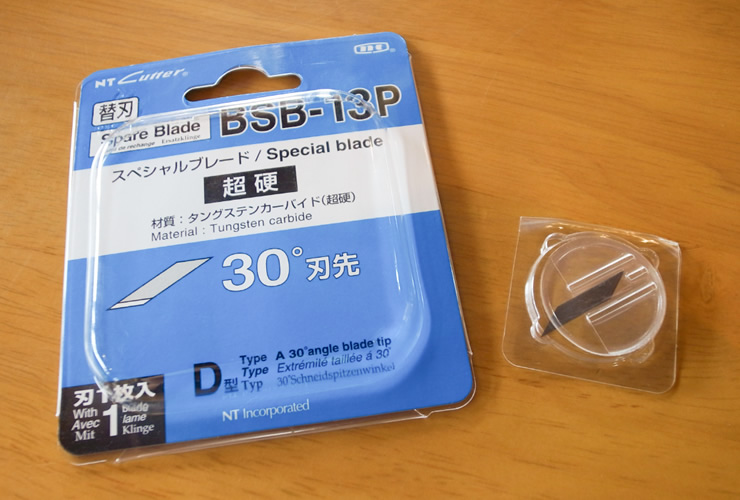 NT Cutter®
替刃
Spare Blade
de rechange Ersatzklinge
BSB-13P
スペシャルブレード / Special blade
超硬
材質：タングステンカーバイド(超硬)
Material : Tungsten carbide
30°刃先
D型
Type A 30°angle blade tip
Type Extrémité taillée á 30°
Typ 30°Schneidspitzenwinkel
刃1枚入
With 1 Blade
Avec lame
Mit Klinge
NT Incorporated